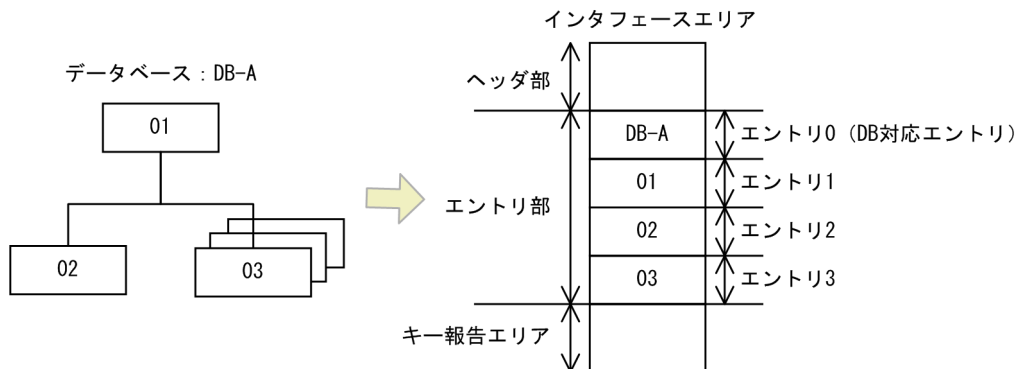 インタフェースエリア
データベース：DB-A
ヘッダ部
01
DB-A
エントリ0（DB対応エントリ）
01
エントリ1
エントリ部
02
エントリ2
02
03
03
エントリ3
キー報告エリア